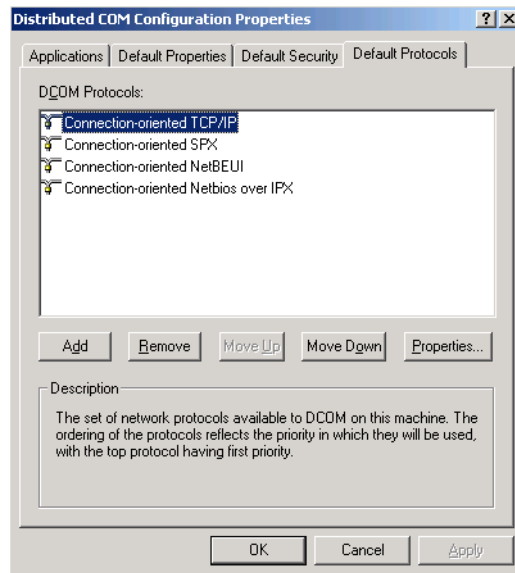 Distributed COM Configuration Properties
Applications Default Properties Default Security Default Protocols
DCOM Protocols:
Connection-oriented TCP/IP
Connection-oriented SPX
Connection-oriented NetBEUI
Connection-oriented Netbios over IPX
Add Remove Move Up Move Down Properties...
Description
The set of network protocols available to DCOM on this machine. The
ordering of the protocols reflects the priority in which they will be used,
with the top protocol having first priority.
OK Cancel Apply